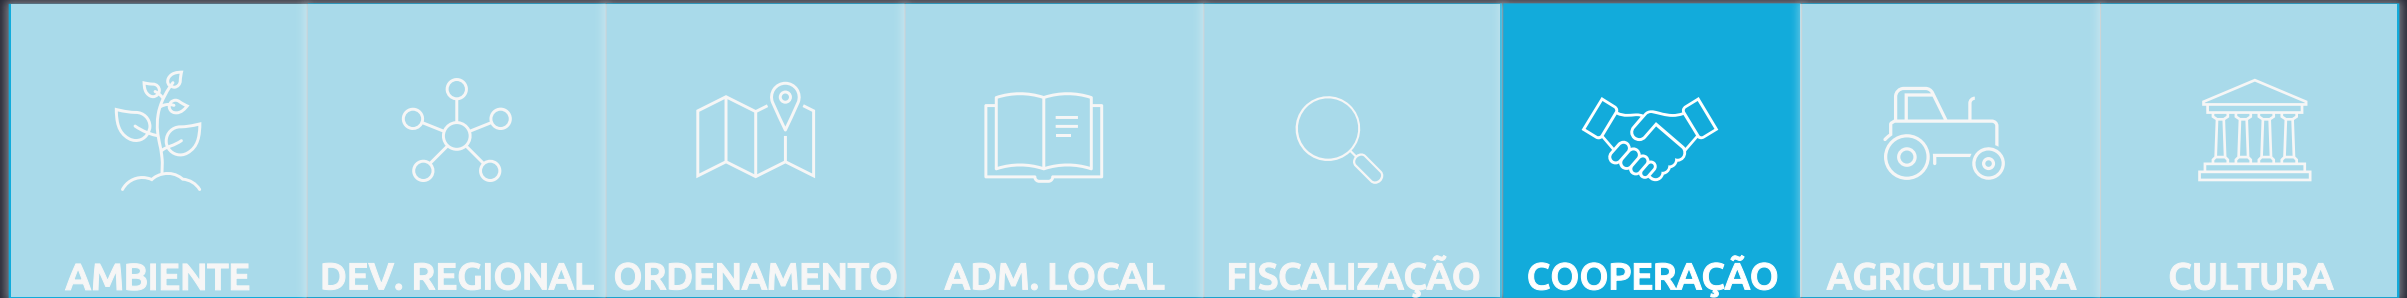 AMBIENTE
DEV. REGIONAL
ORDENAMENTO
ADM. LOCAL
FISCALIZAÇÃO
COOPERAÇÃO
AGRICULTURA
CULTURA